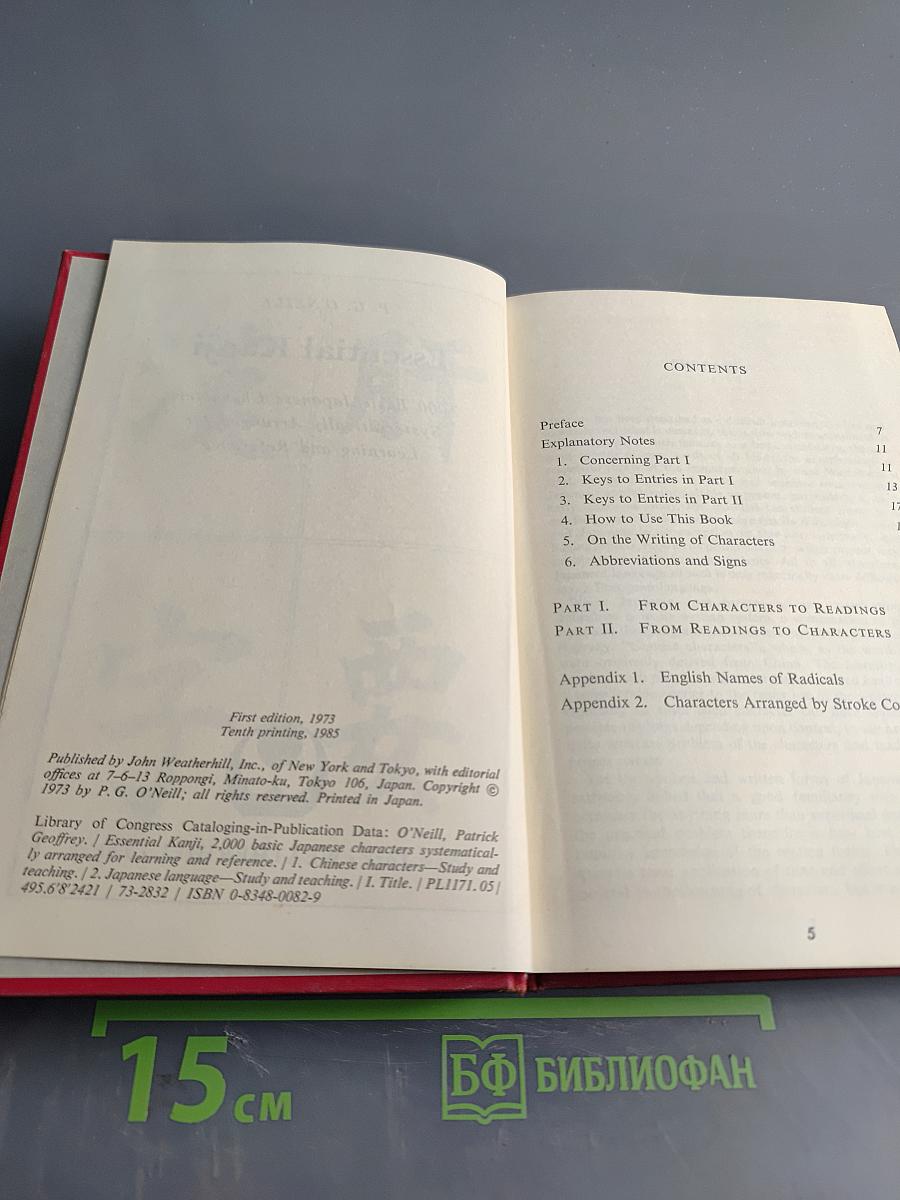 First edition, 1973
Tenth printing, 1985
Published by John Weatherhill, Inc., of New York and Tokyo, with editorial
offices at 7–6–13 Roppongi, Minato-ku, Tokyo 106, Japan. Copyright ©
1973 by P. G. O'Neill; all rights reserved. Printed in Japan.
Library of Congress Cataloging-in-Publication Data: O'Neill, Patrick
Geoffrey. | Essential Kanji, 2,000 basic Japanese characters systematical-
ly arranged for learning and reference. | 1. Chinese characters—Study and
teaching. | 2. Japanese language—Study and teaching. | I. Title. | PL1171.05|
495.6'8'2421 / 73-2832 / ISBN 0-8348-0082-9
CONTENTS
Preface 7
Explanatory Notes 11
1. Concerning Part I 11
2. Keys to Entries in Part I 13
3. Keys to Entries in Part II 17
4. How to Use This Book
5. On the Writing of Characters
6. Abbreviations and Signs
PART I. FROM CHARACTERS TO READINGS
PART II. FROM READINGS TO CHARACTERS
Appendix 1. English Names of Radicals
Appendix 2. Characters Arranged by Stroke Co
5
15 см
БФ БИБЛИОФАН